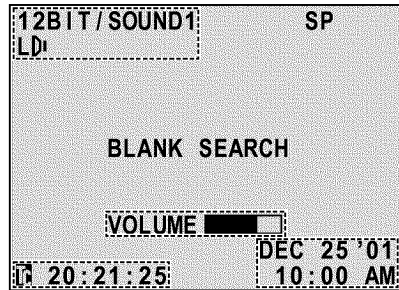 12BIT/SOUND1 SP
L
BLANK SEARCH
VOLUME
DEC 25 '01
20:21:25 10:00 AM